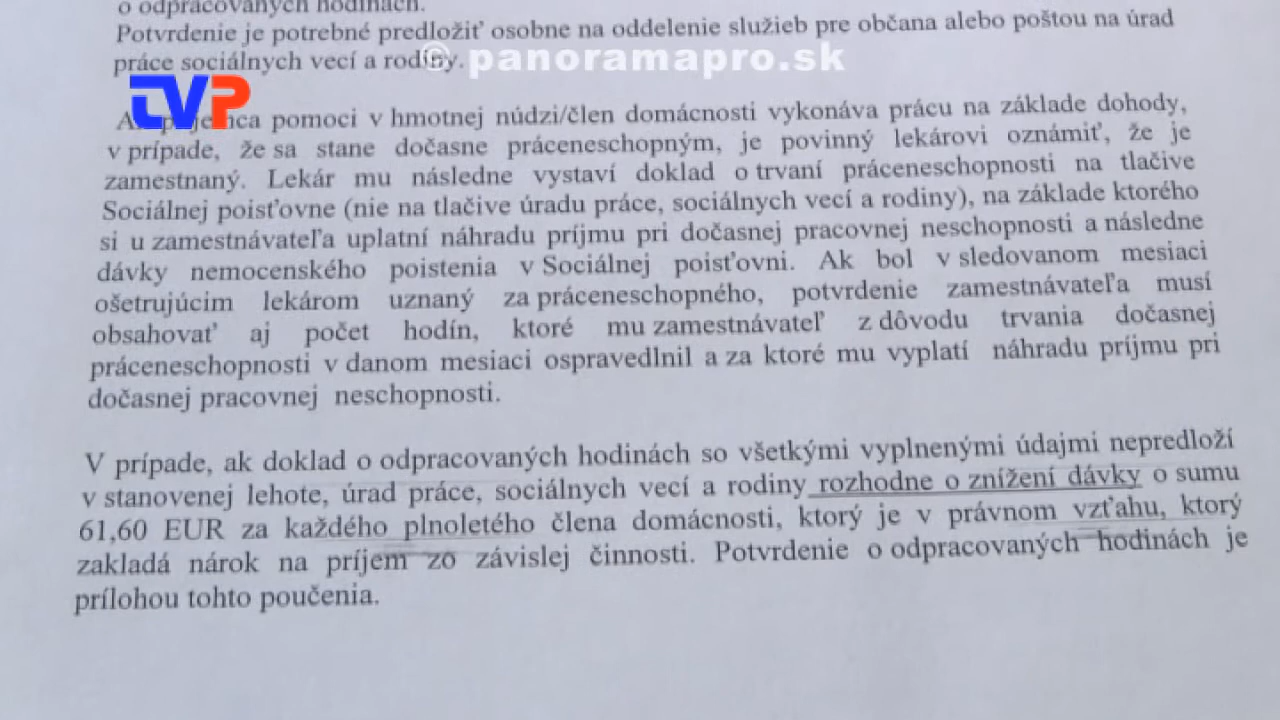 o odpracovaných hodinách.
Potvrdenie je potrebné predložiť osobne na oddelenie služieb pre občana alebo poštou na úrad
práce sociálnych vecí a rodiny.
© panoramapro.sk
TVP
pomoci v hmotnej núdzi/člen domácnosti vykonáva prácu na základe dohody,
v prípade, že sa stane dočasne práceneschopným, je povinný lekárovi oznámiť, že je
zamestnaný. Lekár mu následne vystaví doklad o trvaní práceneschopnosti na tlačive
Sociálnej poisťovne (nie na tlačive úradu práce, sociálnych vecí a rodiny), na základe ktorého
si u zamestnávateľa uplatní náhradu príjmu pri dočasnej pracovnej neschopnosti a následne
dávky nemocenského poistenia v Sociálnej poisťovni. Ak bol v sledovanom mesiaci
ošetrujúcim lekárom uznaný za práceneschopného, potvrdenie zamestnávateľa musí
obsahovať aj počet hodín, ktoré mu zamestnávateľ z dôvodu trvania dočasnej
práceneschopnosti v danom mesiaci ospravedlnil a za ktoré mu vyplatí náhradu príjmu pri
dočasnej pracovnej neschopnosti.
V prípade, ak doklad o odpracovaných hodinách so všetkými vyplnenými údajmi nepredloží
v stanovenej lehote, úrad práce, sociálnych vecí a rodiny rozhodne o znížení dávky o sumu
61,60 EUR za každého plnoletého člena domácnosti, ktorý je v právnom vzťahu, ktorý
zakladá nárok na príjem zo závislej činnosti. Potvrdenie o odpracovaných hodinách je
prílohou tohto poučenia.